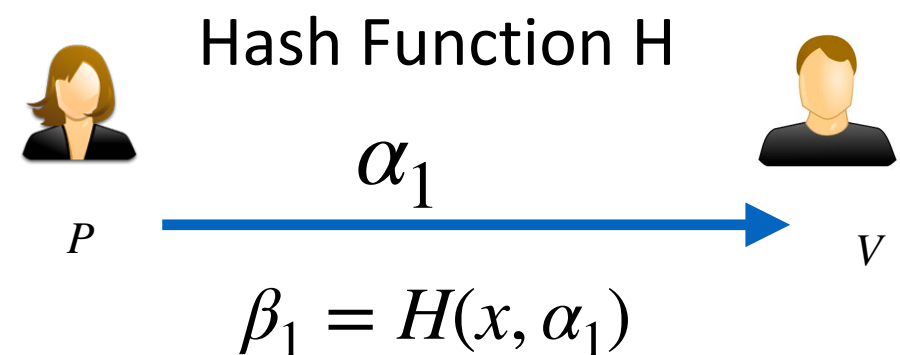 Hash Function H
α₁
P
V
β₁ = H(x, α₁)